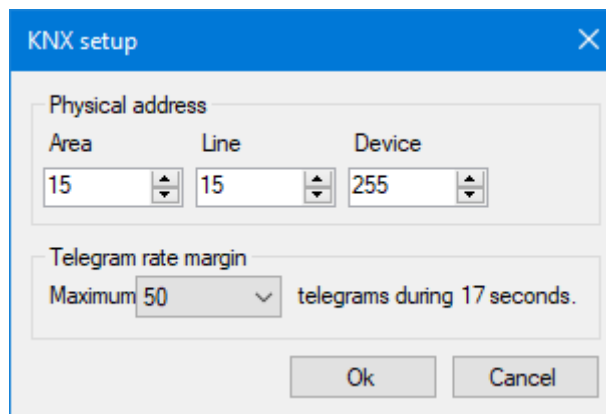 KNX setup
Physical address
Area Line Device
15 15 255
Telegram rate margin
Maximum 50 telegrams during 17 seconds.
Ok Cancel